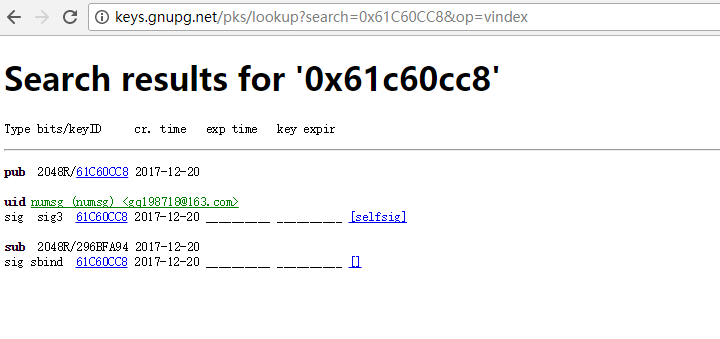 keys.gnupg.net/pks/lookup?search=0x61C60CC8&op=vindex
Search results for '0x61c60cc8'
Type bits/keyID cr. time exp time key expir
pub 2048R/61C60CC8 2017-12-20
uid numsg (numsg) <gq198718@163.com>
sig sig3 61C60CC8 2017-12-20 __________ __________ [selfsig]
sub 2048R/296BFA94 2017-12-20
sig sbind 61C60CC8 2017-12-20 __________ __________ []